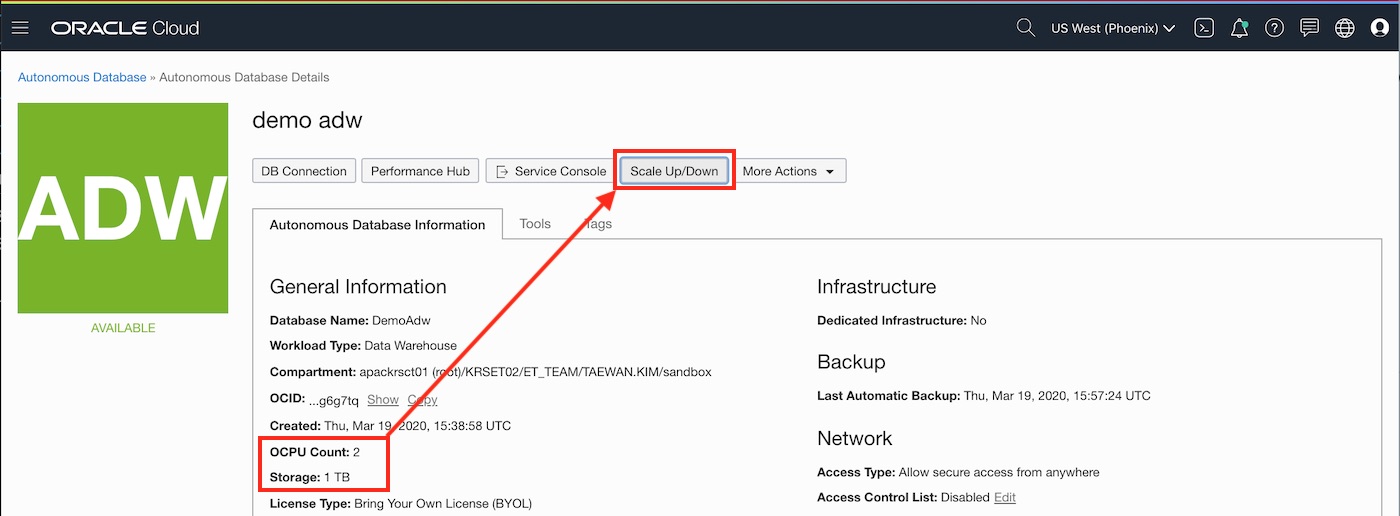 ORACLE Cloud
US West (Phoenix)
Autonomous Database » Autonomous Database Details
ADW
AVAILABLE
demo adw
DB Connection
Performance Hub
Service Console
Scale Up/Down
More Actions
Autonomous Database Information
Tools
Tags
General Information
Database Name: DemoAdw
Workload Type: Data Warehouse
Compartment: apackrsct01 (root)/KRSET02/ET_TEAM/TAEWAN.KIM/sandbox
OCID: ...g6g7tq Show Copy
Created: Thu, Mar 19, 2020, 15:38:58 UTC
OCPU Count: 2
Storage: 1 TB
License Type: Bring Your Own License (BYOL)
Infrastructure
Dedicated Infrastructure: No
Backup
Last Automatic Backup: Thu, Mar 19, 2020, 15:57:24 UTC
Network
Access Type: Allow secure access from anywhere
Access Control List: Disabled Edit